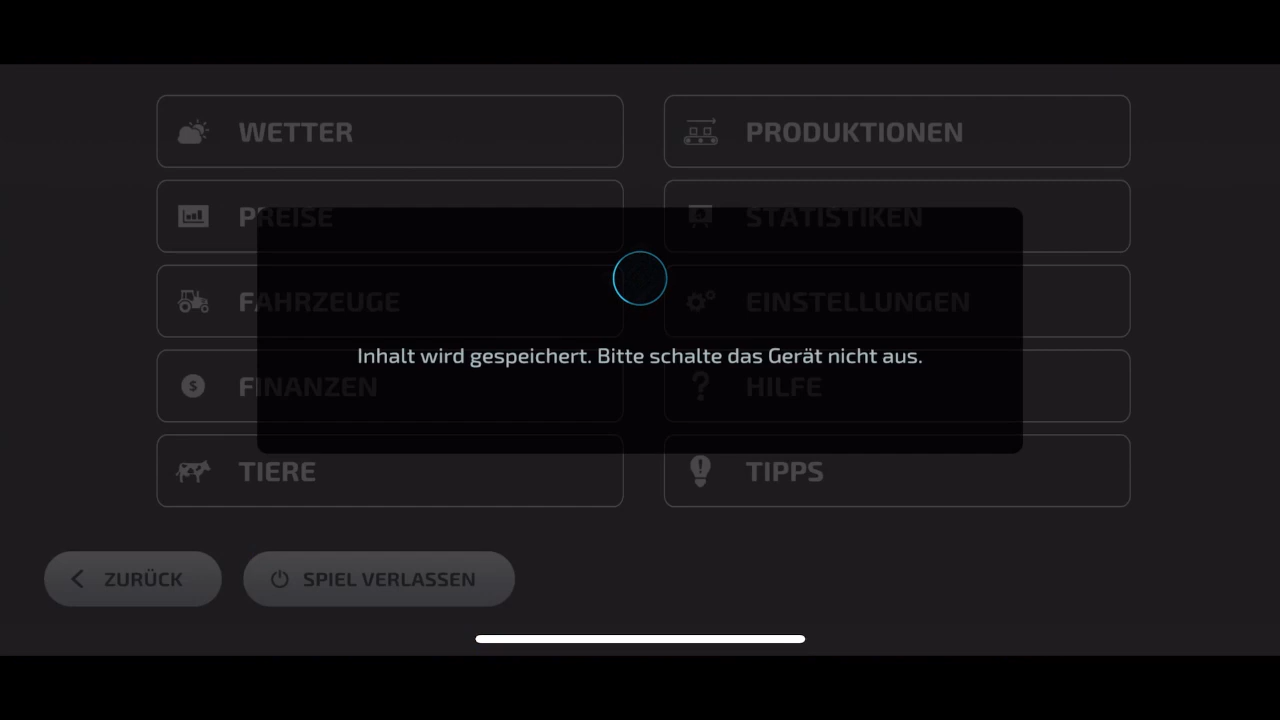 WETTER
PRODUKTIONEN
PREISE
STATISTIKEN
FAHRZEUGE
EINSTELLUNGEN
Inhalt wird gespeichert. Bitte schalte das Gerät nicht aus.
FINANZEN
HILFE
TIERE
TIPPS
ZURÜCK
SPIEL VERLASSEN